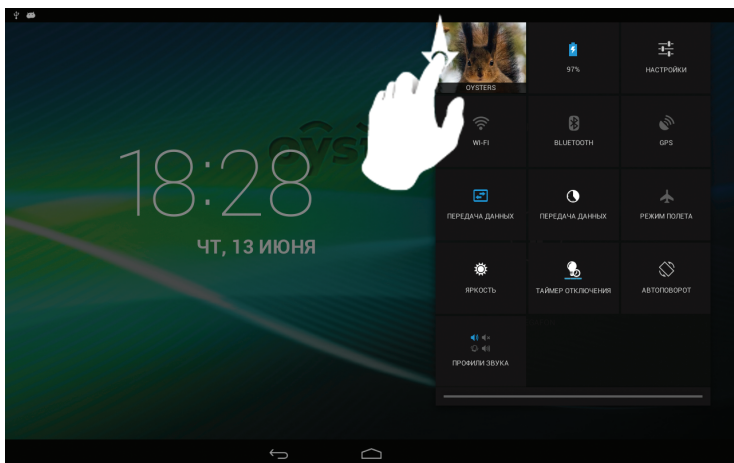 OYSTERS
97%
НАСТРОЙКИ
WI-FI
BLUETOOTH
GPS
oyst
18:28
ПЕРЕДАЧА ДАННЫХ
ПЕРЕДАЧА ДАННЫХ
РЕЖИМ ПОЛЕТА
ЧТ, 13 ИЮНЯ
ЯРКОСТЬ
ТАЙМЕР ОТКЛЮЧЕНИЯ
АВТОПОВОРОТ
ПРОФИЛИ ЗВУКА